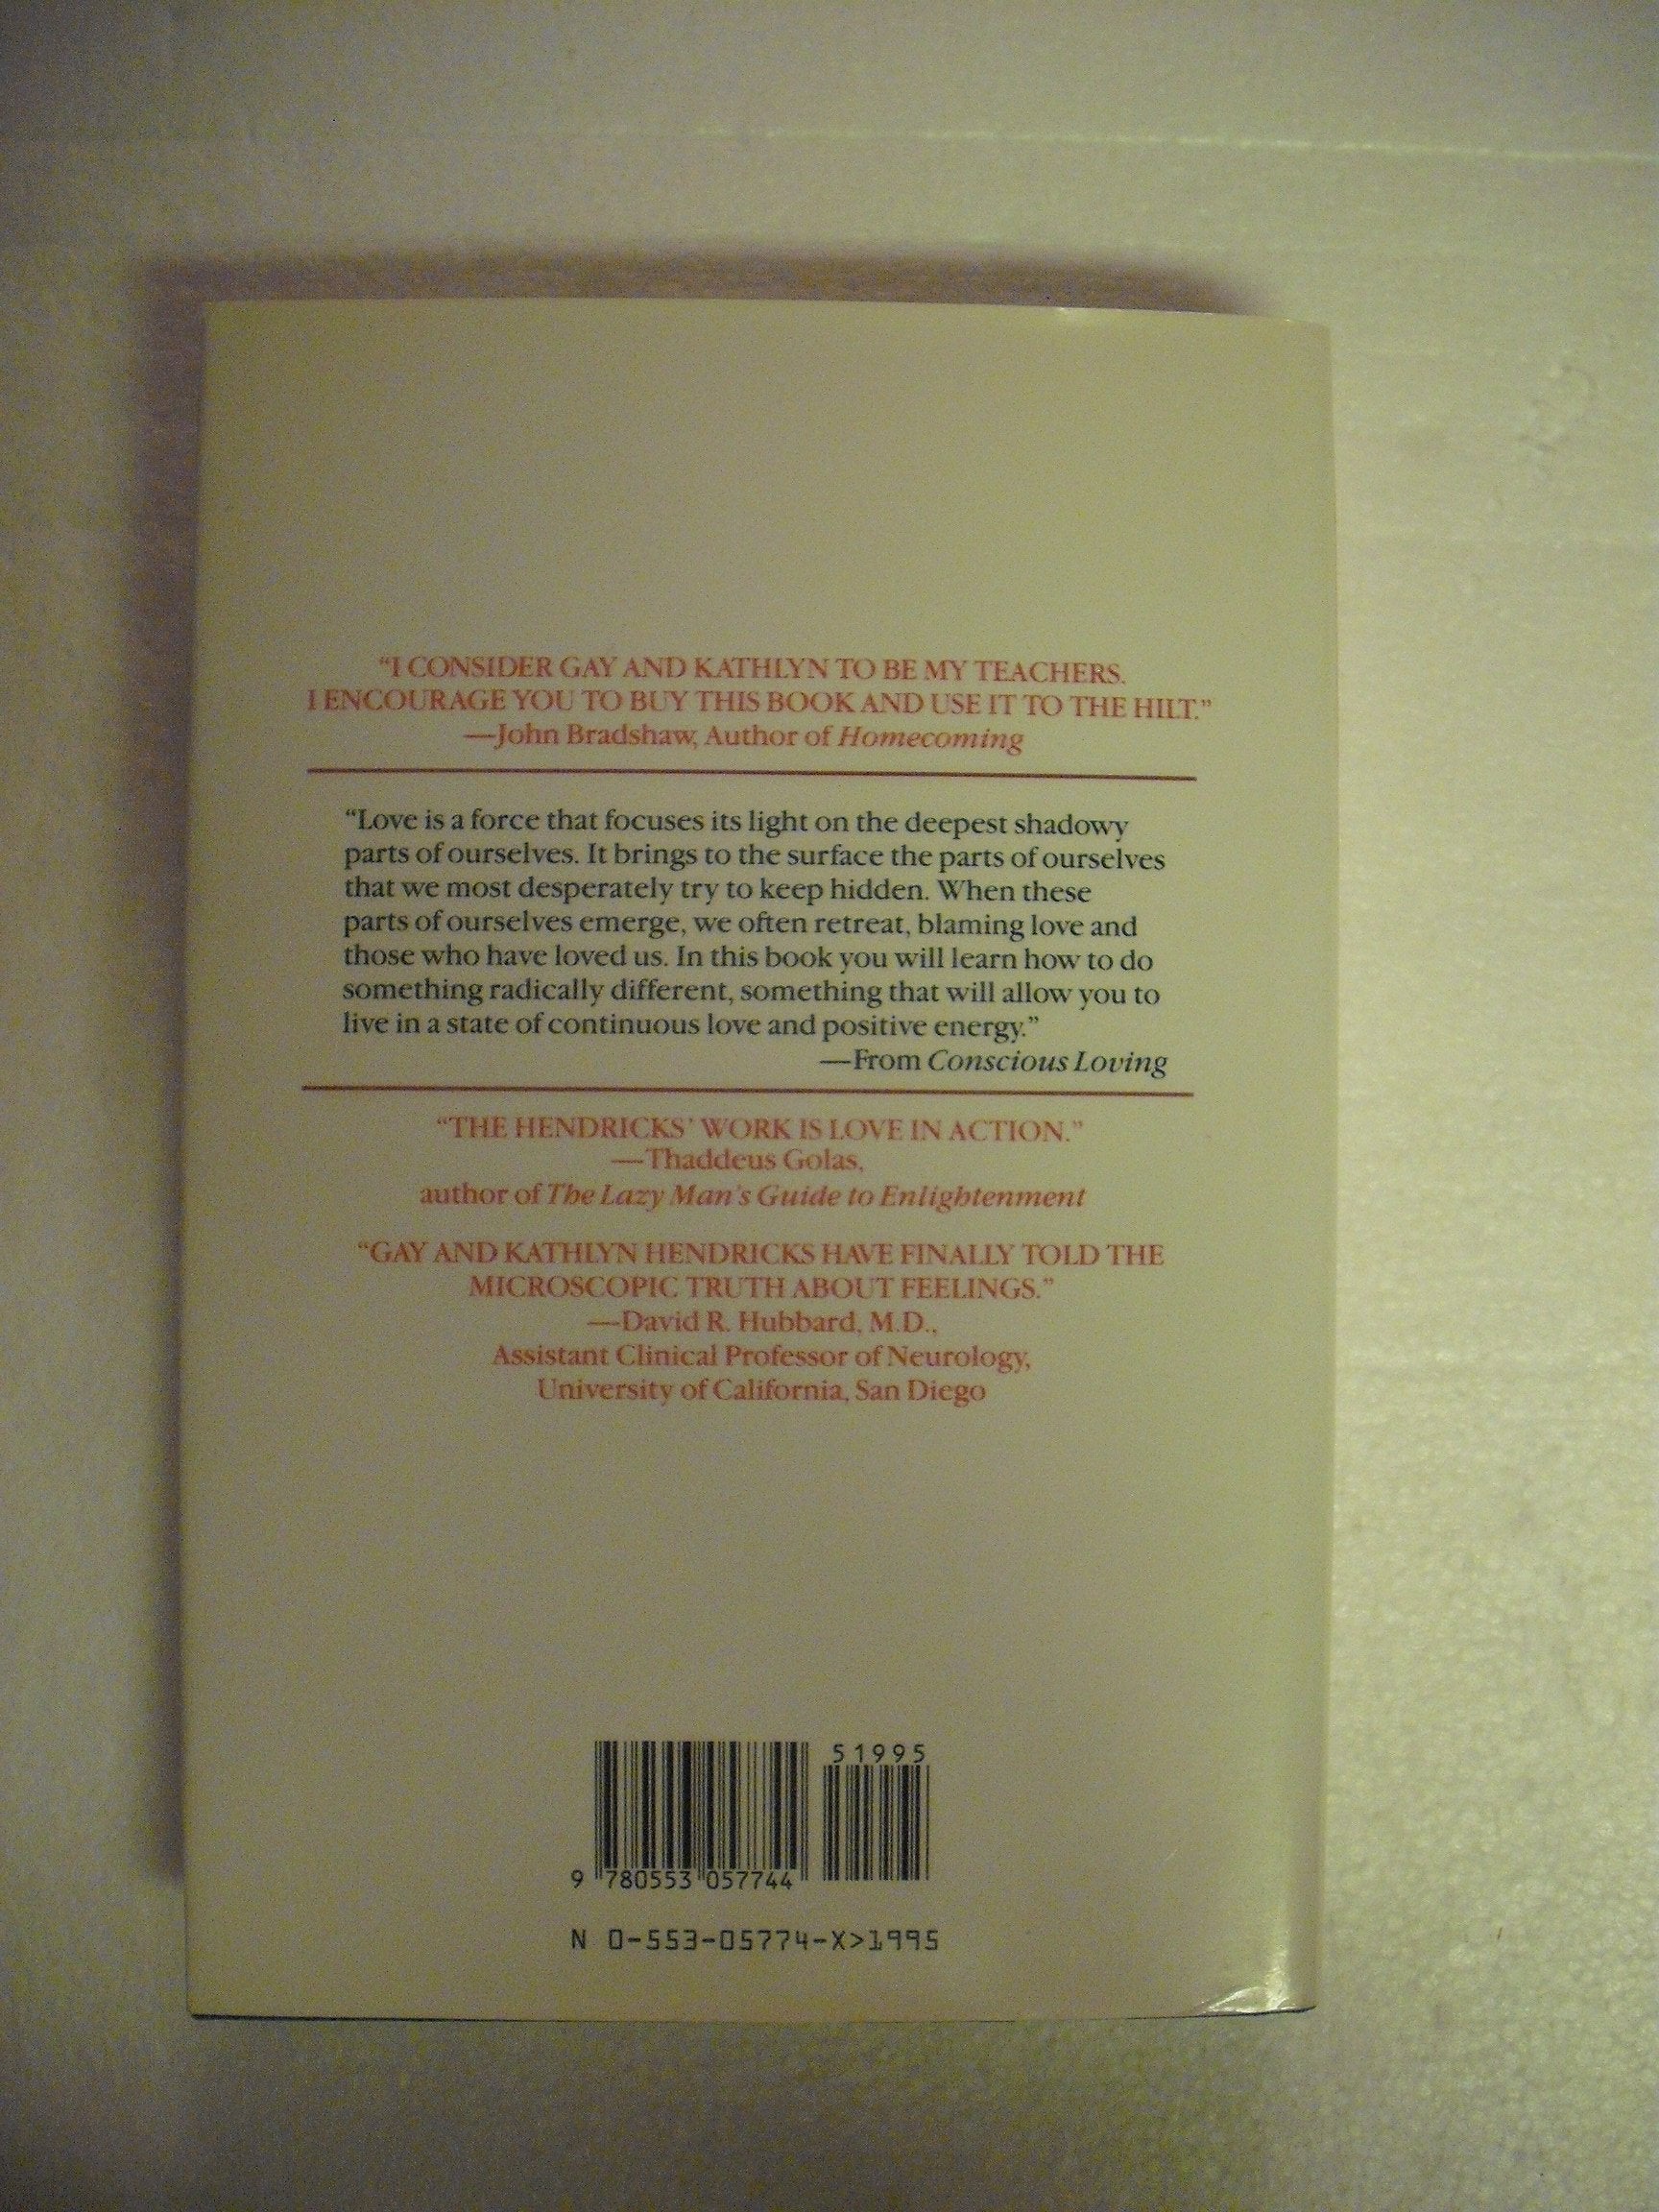 “I CONSIDER GAY AND KATHLYN TO BE MY TEACHERS.
I ENCOURAGE YOU TO BUY THIS BOOK AND USE IT TO THE HILT.”
—John Bradshaw, Author of Homecoming
“Love is a force that focuses its light on the deepest shadowy
parts of ourselves. It brings to the surface the parts of ourselves
that we most desperately try to keep hidden. When these
parts of ourselves emerge, we often retreat, blaming love and
those who have loved us. In this book you will learn how to do
something radically different, something that will allow you to
live in a state of continuous love and positive energy.”
—From Conscious Loving
“THE HENDRICKS’ WORK IS LOVE IN ACTION.”
—Thaddeus Golas,
author of The Lazy Man’s Guide to Enlightenment
“GAY AND KATHLYN HENDRICKS HAVE FINALLY TOLD THE
MICROSCOPIC TRUTH ABOUT FEELINGS.”
—David R. Hubbard, M.D.,
Assistant Clinical Professor of Neurology,
University of California, San Diego
51995
9 780553 057744
N 0-553-05774-X>1995